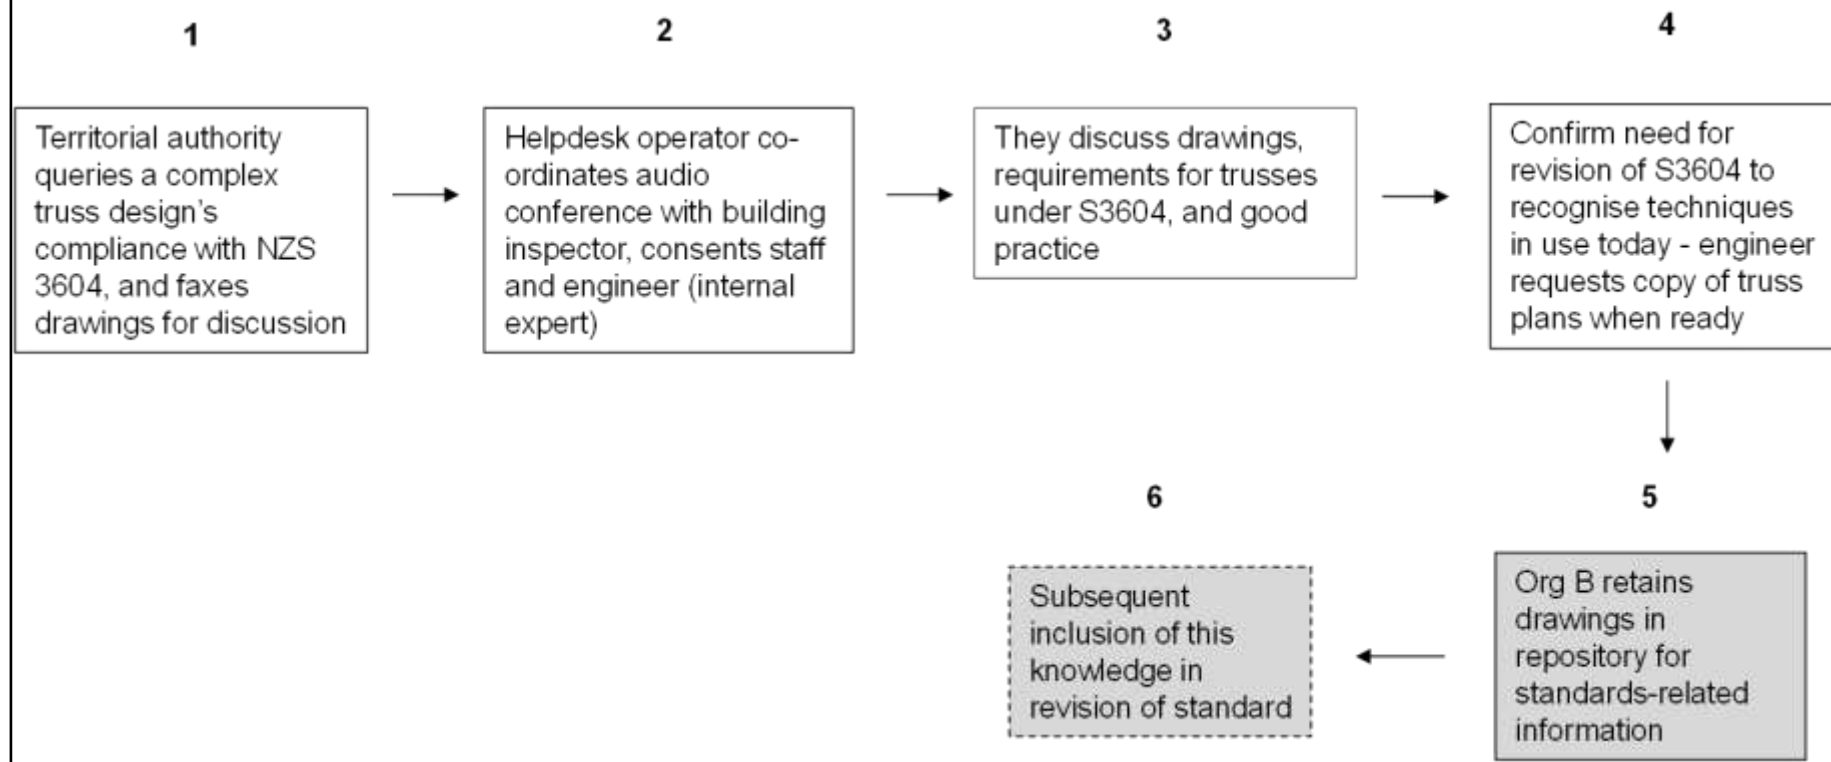 1
Territorial authority
queries a complex
truss design's
compliance with NZS
3604, and faxes
drawings for discussion
2
Helpdesk operator co-
ordinates audio
conference with building
inspector, consents staff
and engineer (internal
expert)
3
They discuss drawings,
requirements for trusses
under S3604, and good
practice
4
Confirm need for
revision of S3604 to
recognise techniques
in use today - engineer
requests copy of truss
plans when ready
5
Org B retains
drawings in
repository for
standards-related
information
6
Subsequent
inclusion of this
knowledge in
revision of standard